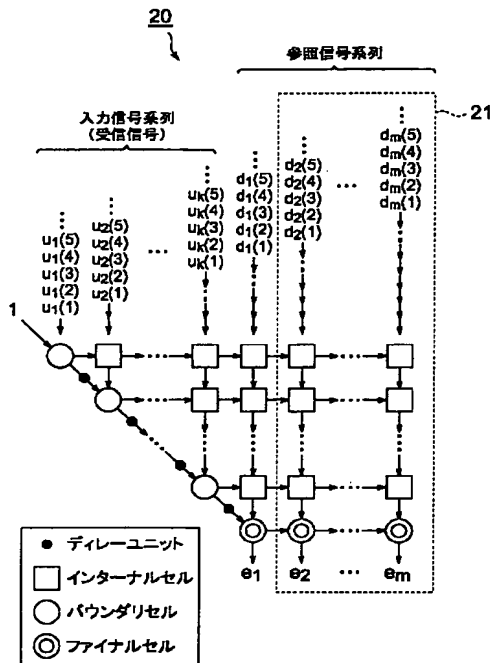 20
参照信号系列
21
入力信号系列
(受信信号)
⋮
u1(5)
u1(4)
u1(3)
u1(2)
u1(1)
⋮
u2(5)
u2(4)
u2(3)
u2(2)
u2(1)
…
⋮
uk(5)
uk(4)
uk(3)
uk(2)
uk(1)
⋮
d1(5)
d1(4)
d1(3)
d1(2)
d1(1)
⋮
d2(5)
d2(4)
d2(3)
d2(2)
d2(1)
…
⋮
dm(5)
dm(4)
dm(3)
dm(2)
dm(1)
1
e1 e2 … em
ディレーユニット
インターナルセル
バウンダリセル
ファイナルセル